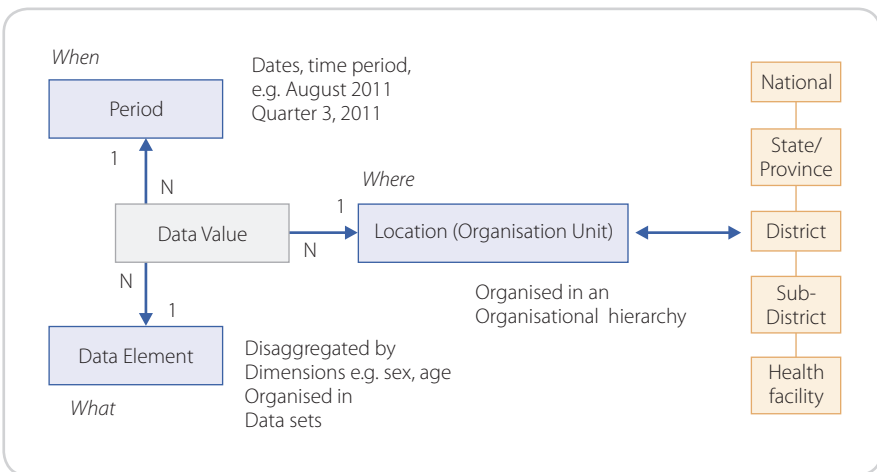 When
Period
Dates, time period,
e.g. August 2011
Quarter 3, 2011
1
N
Data Value
N
1
Where
Location (Organisation Unit)
Organised in an
Organisational hierarchy
N
1
Data Element
What
Disaggregated by
Dimensions e.g. sex, age
Organised in
Data sets
National
State/
Province
District
Sub-
District
Health
facility